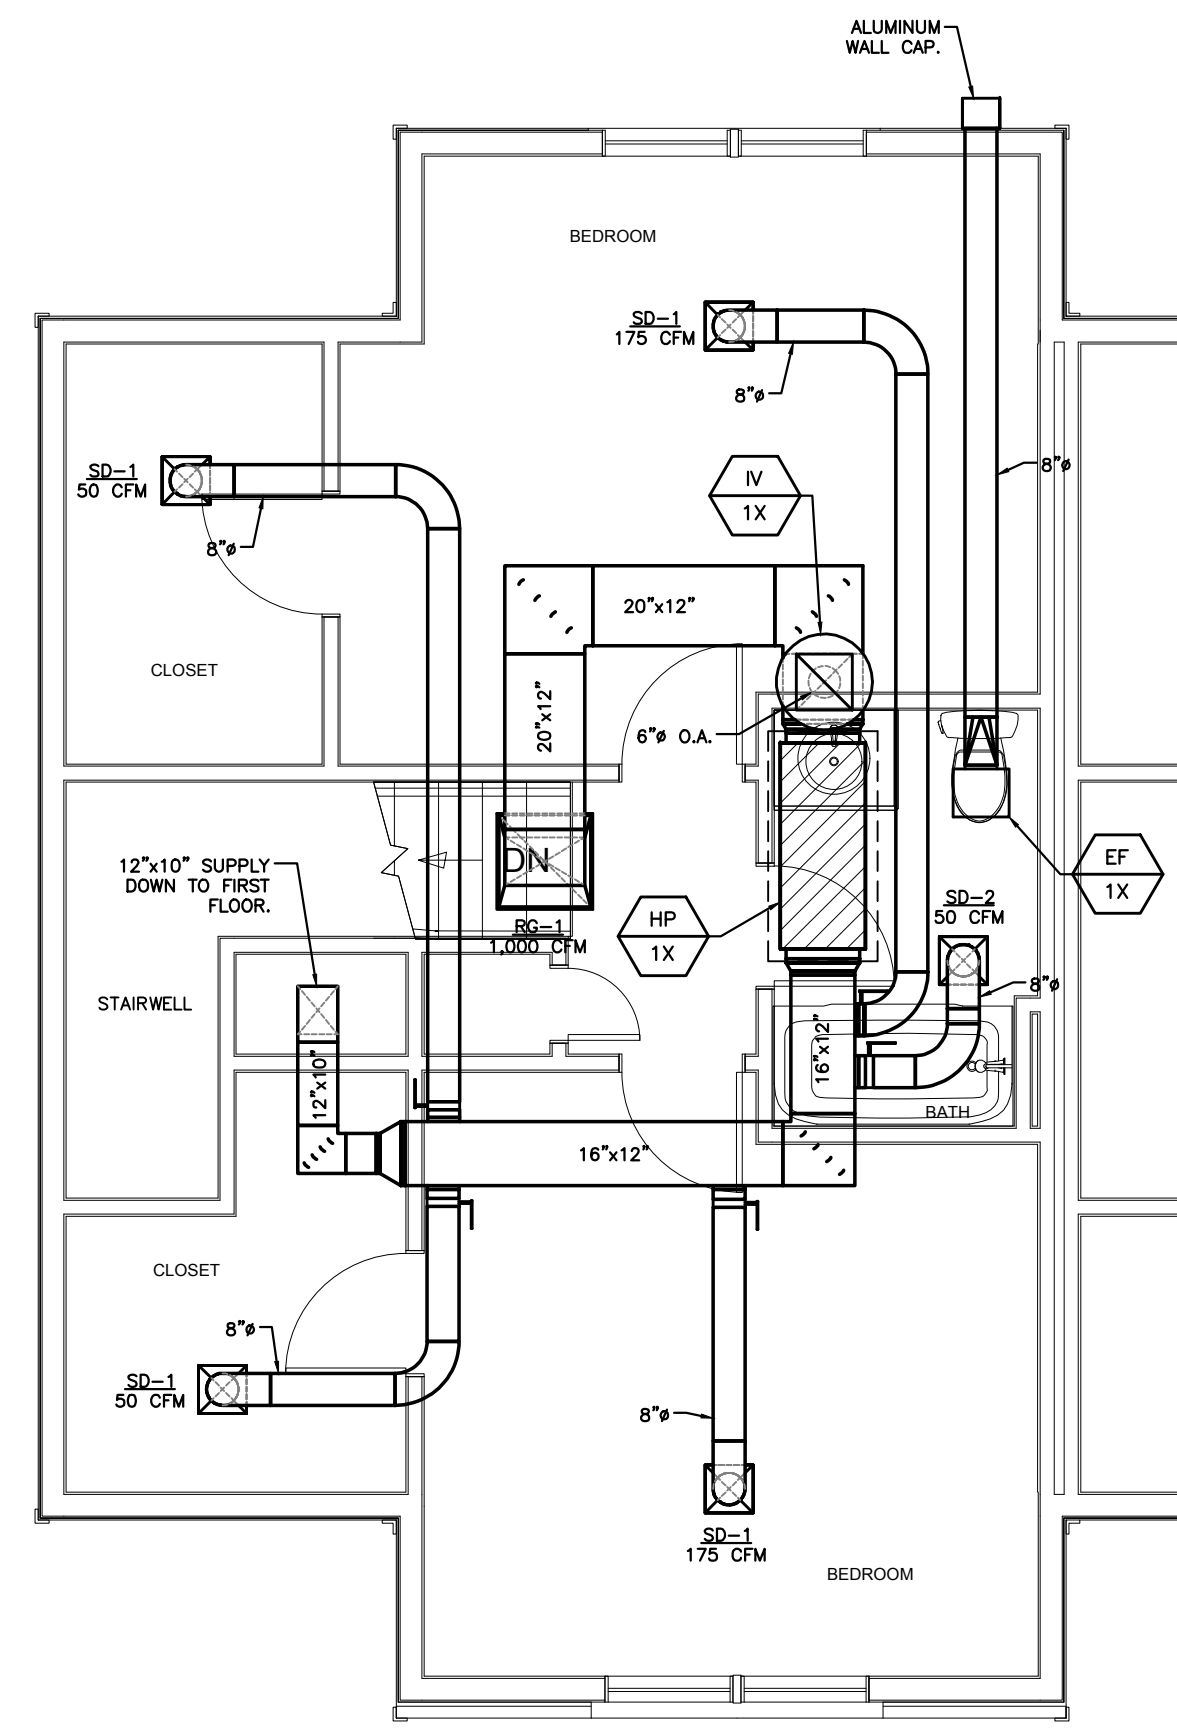 ALUMINUM
WALL CAP.
BEDROOM
SD-1
175 CFM
8"ø
SD-1
50 CFM
8"ø
IV
1X
8"ø
20"x12"
CLOSET
20"x12"
6"ø O.A.
12"x10" SUPPLY
DOWN TO FIRST
FLOOR.
DN
EF
1X
RG-1
1,000 CFM
HP
1X
SD-2
50 CFM
8"ø
STAIRWELL
12"x10"
16"x12"
BATH
16"x12"
CLOSET
8"ø
SD-1
50 CFM
8"ø
SD-1
175 CFM
BEDROOM